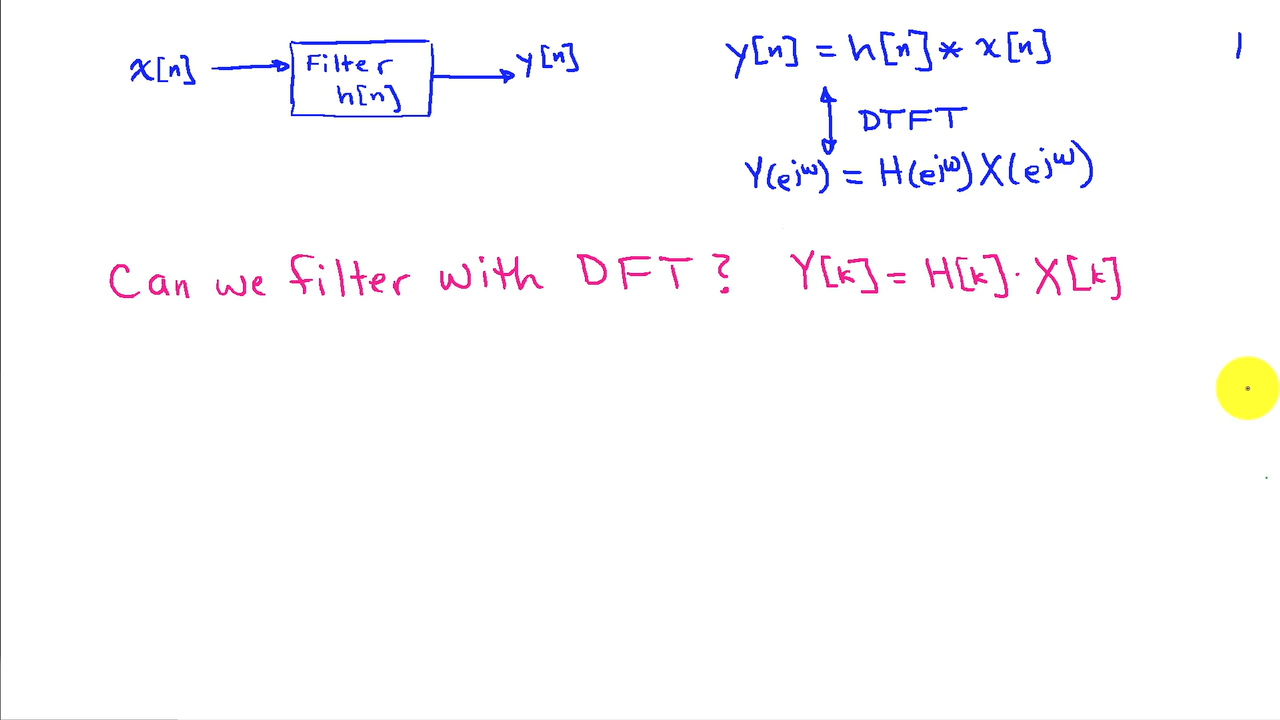 x[n] → Filter h[n] → y[n]
y[n] = h[n] * x[n]
1
↕ DTFT
Y(e^{jω}) = H(e^{jω}) X(e^{jω})
Can we filter with DFT? Y[k] = H[k] · X[k]